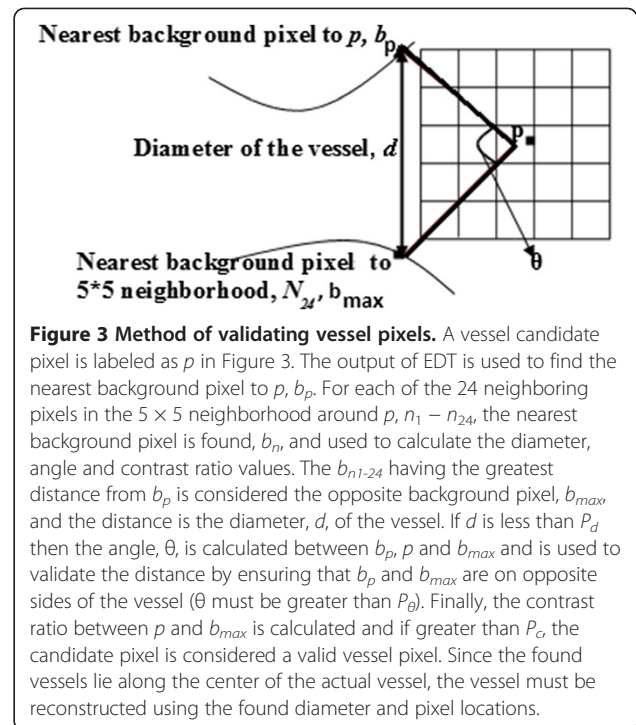 Nearest background pixel to p, bp
Diameter of the vessel, d
p
Nearest background pixel to
5*5 neighborhood, N24, bmax
θ
Figure 3 Method of validating vessel pixels. A vessel candidate
pixel is labeled as p in Figure 3. The output of EDT is used to find the
nearest background pixel to p, bp. For each of the 24 neighboring
pixels in the 5 × 5 neighborhood around p, n1 − n24, the nearest
background pixel is found, bn, and used to calculate the diameter,
angle and contrast ratio values. The bn1-24 having the greatest
distance from bp is considered the opposite background pixel, bmax,
and the distance is the diameter, d, of the vessel. If d is less than Pd
then the angle, θ, is calculated between bp, p and bmax and is used to
validate the distance by ensuring that bp and bmax are on opposite
sides of the vessel (θ must be greater than Pθ). Finally, the contrast
ratio between p and bmax is calculated and if greater than Pc, the
candidate pixel is considered a valid vessel pixel. Since the found
vessels lie along the center of the actual vessel, the vessel must be
reconstructed using the found diameter and pixel locations.